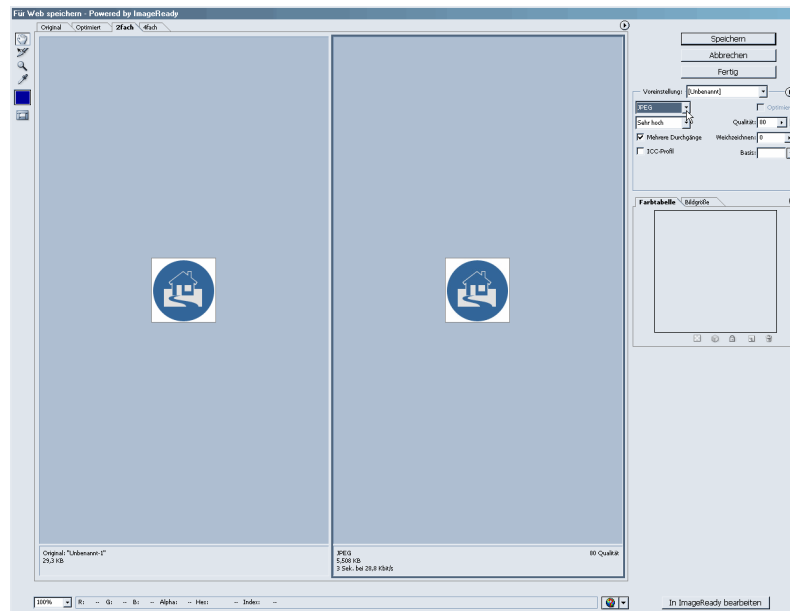 Für Web speichern - Powered by ImageReady
Original Optimiert 2fach 4fach
Speichern
Abbrechen
Fertig
Voreinstellung: [Unbenannt]
JPEG
Sehr hoch Qualität: 80
Mehrere Durchgänge Weichzeichnen: 0
ICC-Profil Basis:
Farbtabelle Bildgröße
Original: "Unbenannt-1"
29,3 KB
JPEG 80 Qualität
5,508 KB
3 Sek. bei 28,8 Kbit/s
100% R: -- G: -- B: -- Alpha: -- Hex: -- Index: --
In ImageReady bearbeiten